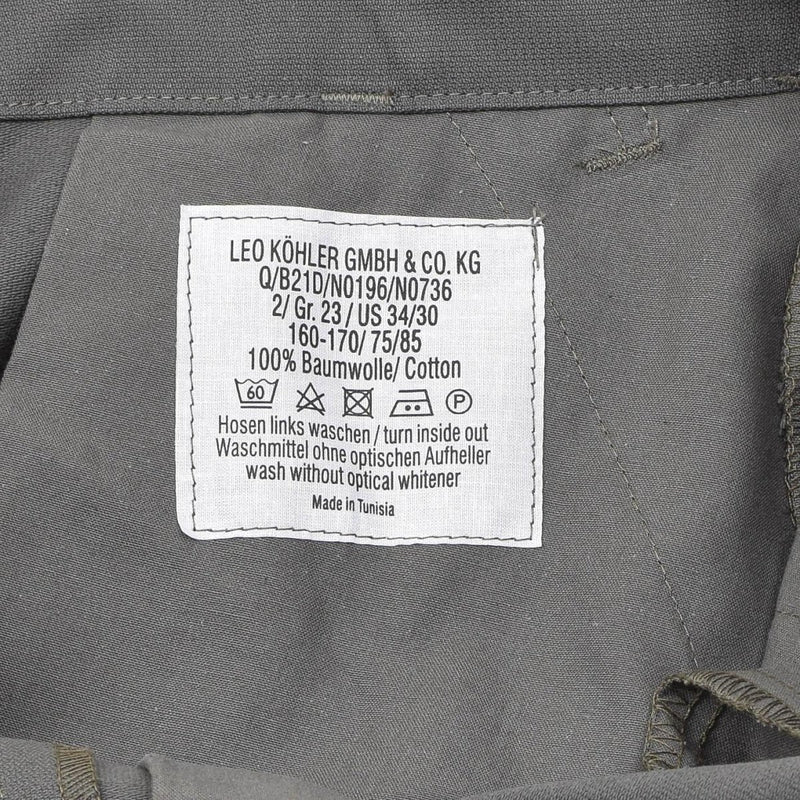 LEO KÖHLER GMBH & CO. KG
Q/B21D/N0196/N0736
2/ Gr. 23 / US 34/30
160-170/ 75/85
100% Baumwolle/ Cotton
60 P
Hosen links waschen / turn inside out
Waschmittel ohne optischen Aufheller
wash without optical whitener
Made in Tunisia